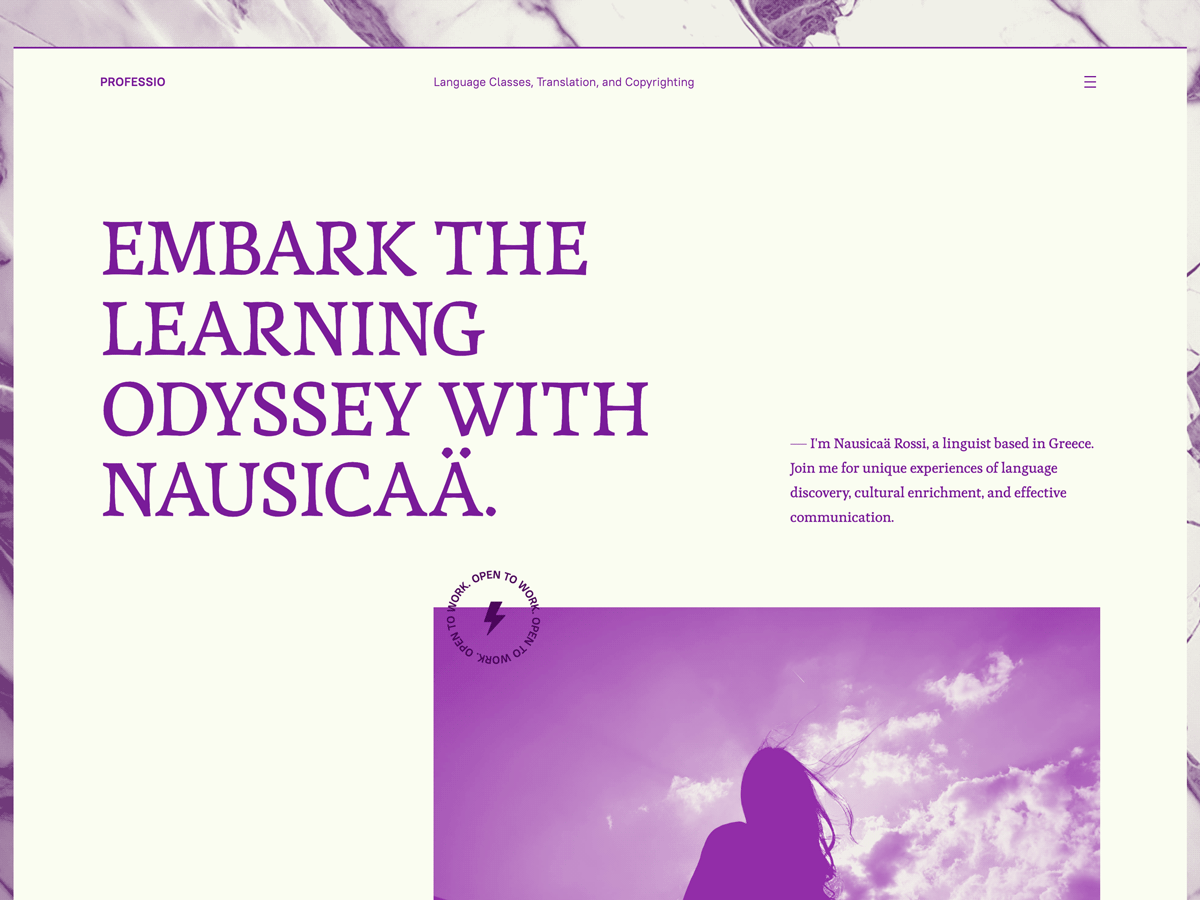 PROFESSIO
Language Classes, Translation, and Copyrighting
EMBARK THE
LEARNING
ODYSSEY WITH
NAUSICAÄ.
— I'm Nausicaä Rossi, a linguist based in Greece.
Join me for unique experiences of language
discovery, cultural enrichment, and effective
communication.
OPEN TO WORK. OPEN TO WORK. OPEN TO WORK.